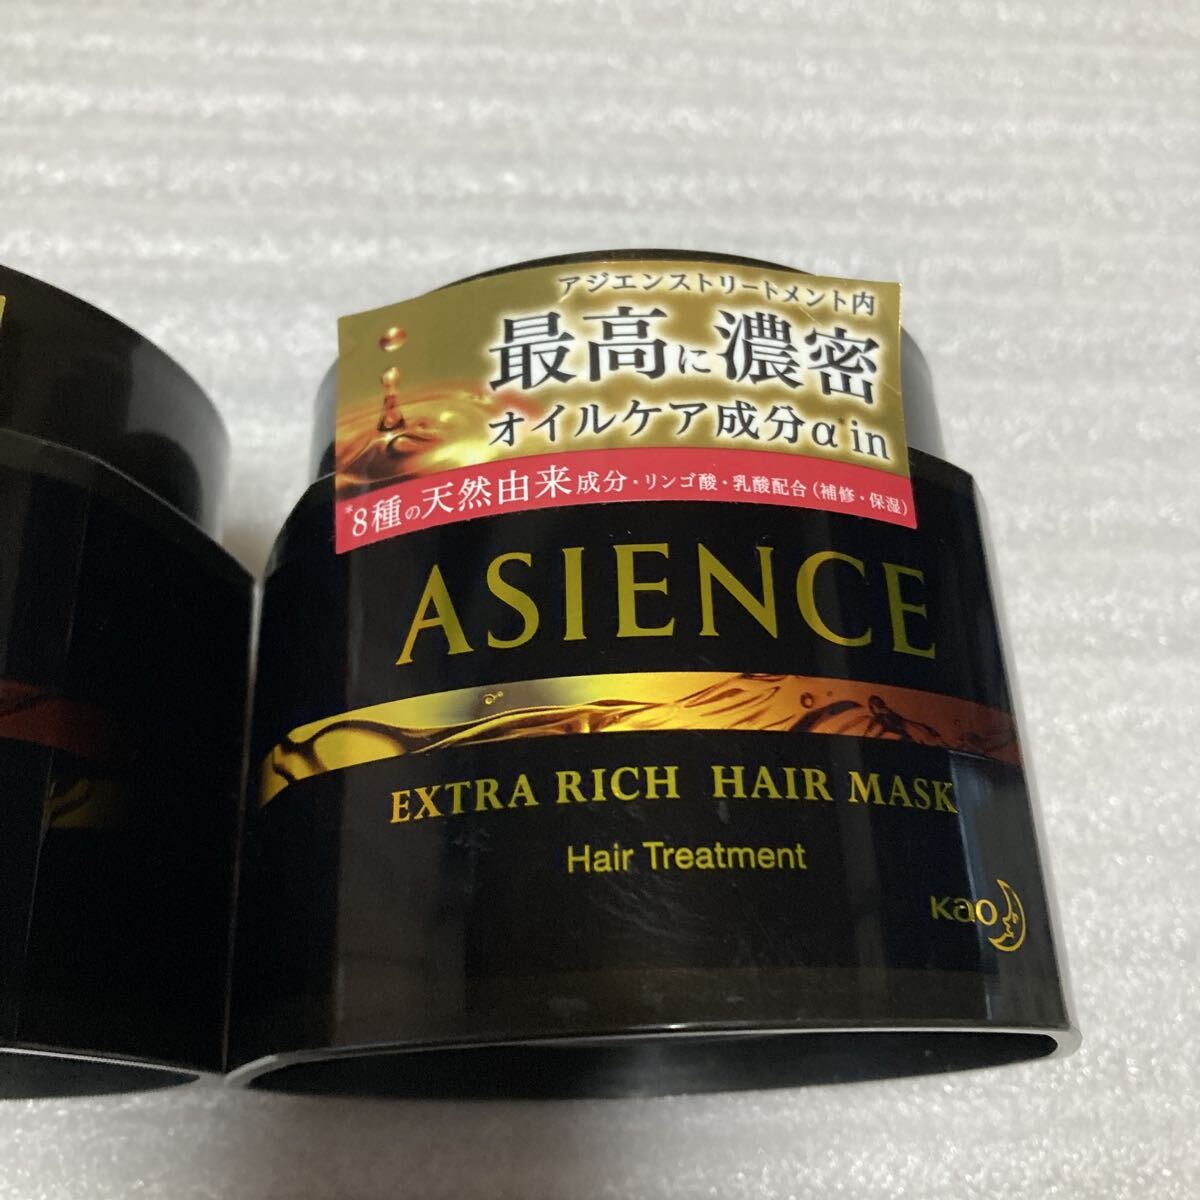 アジエンストリートメント内
最高に濃密
オイルケア成分α*in
*8種の天然由来成分・リンゴ酸・乳酸配合(補修・保湿)
ASIENCE
EXTRA RICH HAIR MASK
Hair Treatment
Kao